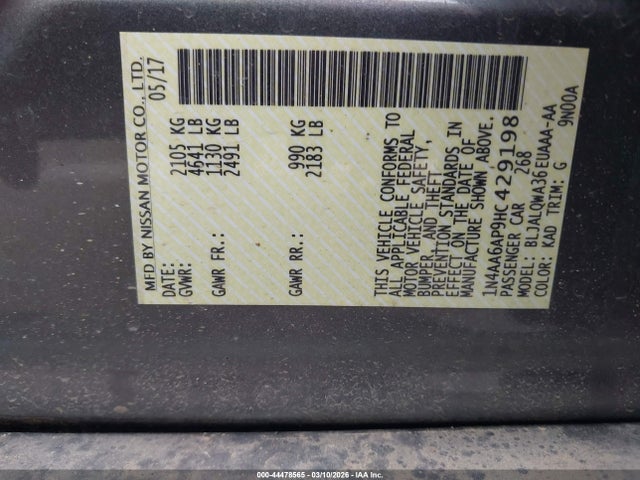 MFD BY NISSAN MOTOR CO., LTD.
DATE: 05/17
GVWR: 2105 KG
4641 LB
GAWR FR.: 1130 KG
2491 LB
GAWR RR.: 990 KG
2183 LB
THIS VEHICLE CONFORMS TO
ALL APPLICABLE FEDERAL
MOTOR VEHICLE SAFETY,
BUMPER, AND THEFT
PREVENTION STANDARDS IN
EFFECT ON THE DATE OF
MANUFACTURE SHOWN ABOVE.
1N4AA6AP9HC429198
PASSENGER CAR 268
MODEL: BLJALQWA36EUAAA-AA
COLOR: KAD TRIM: G 9N00A
000-44478565 — 03/10/2026 — IAA Inc.